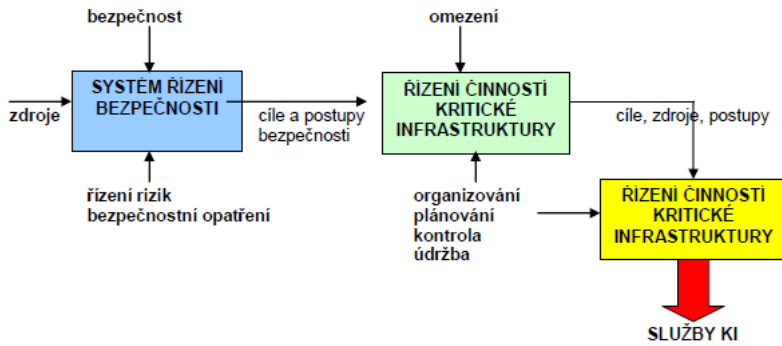 bezpečnost
omezení
SYSTÉM ŘÍZENÍ
BEZPEČNOSTI
zdroje
cíle a postupy
bezpečnosti
ŘÍZENÍ ČINNOSTÍ
KRITICKÉ
INFRASTRUKTURY
cíle, zdroje, postupy
řízení rizik
bezpečnostní opatření
organizování
plánování
kontrola
údržba
ŘÍZENÍ ČINNOSTÍ
KRITICKÉ
INFRASTRUKTURY
SLUŽBY KI